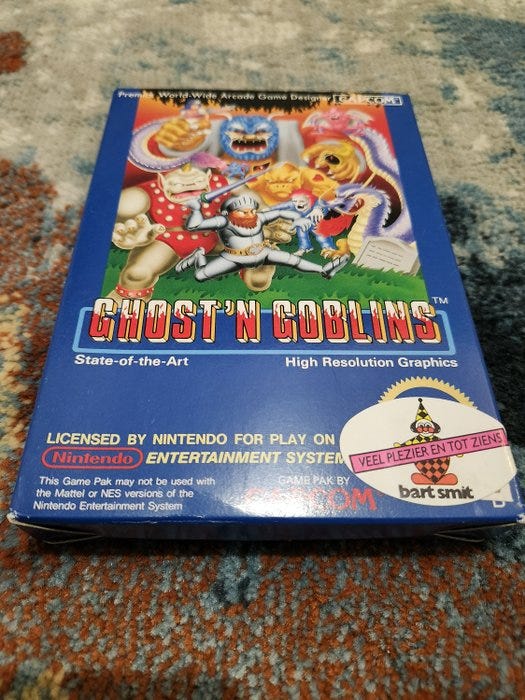 Premier World-Wide Arcade Game Designer CAPCOM
GHOST'N GOBLINS TM
State-of-the-Art High Resolution Graphics
LICENSED BY NINTENDO FOR PLAY ON
Nintendo ENTERTAINMENT SYSTEM
This Game Pak may not be used with
the Mattel or NES versions of the
Nintendo Entertainment System
GAME PAK BY
CAPCOM
VEEL PLEZIER EN TOT ZIENS
bart smit